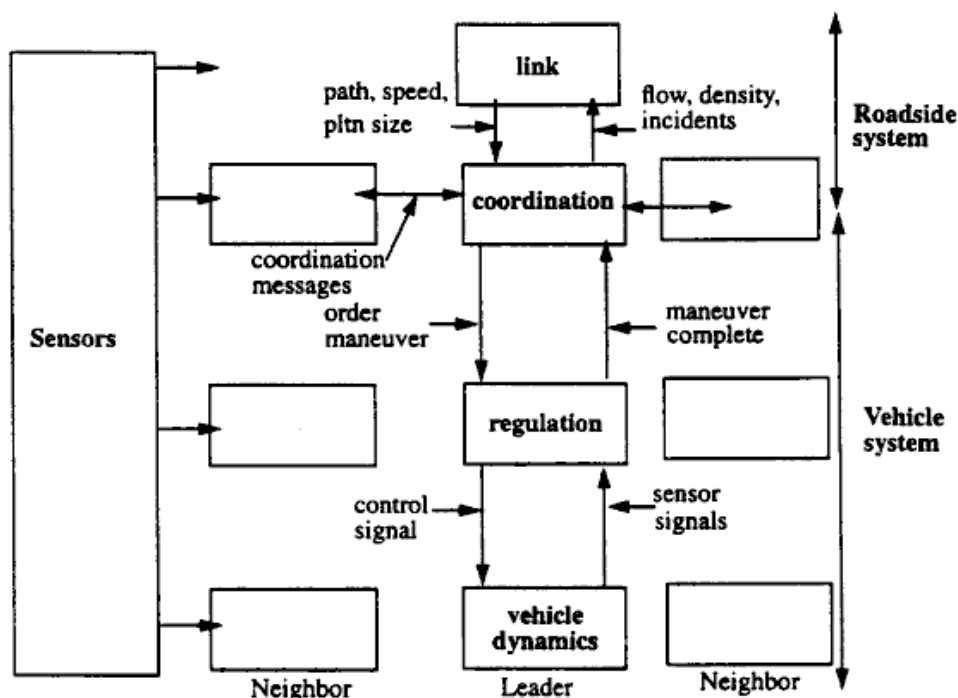 link
path, speed,
pltn size
flow, density,
incidents
Roadside
system
coordination
coordination
messages
order
maneuver
maneuver
complete
Sensors
regulation
Vehicle
system
control
signal
sensor
signals
vehicle
dynamics
Neighbor
Leader
Neighbor